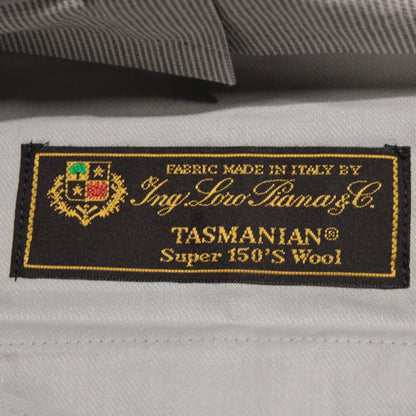 FABRIC MADE IN ITALY BY
Ing. Loro Piana & C.
TASMANIAN®
Super 150'S Wool